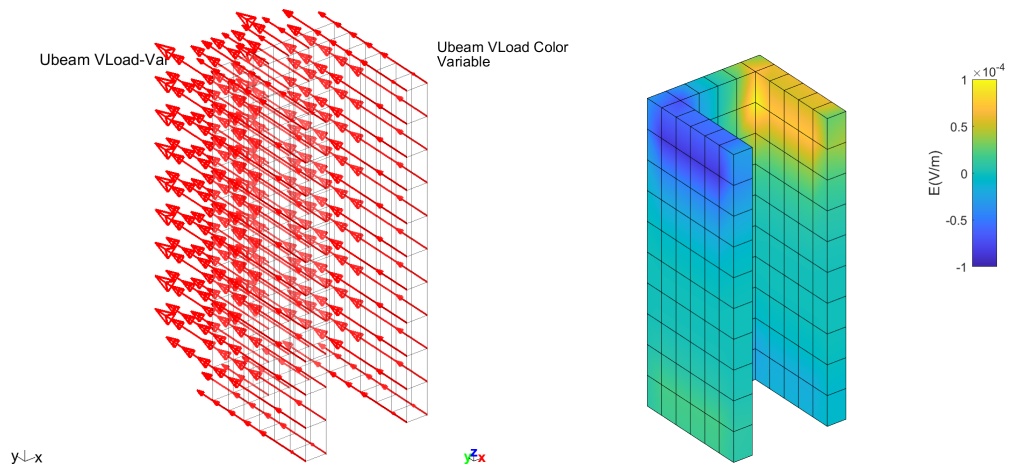 Ubeam VLoad-Var
Ubeam VLoad Color
Variable
×10-4
1
0.5
0
-0.5
-1
E(V/m)
y x
y z x